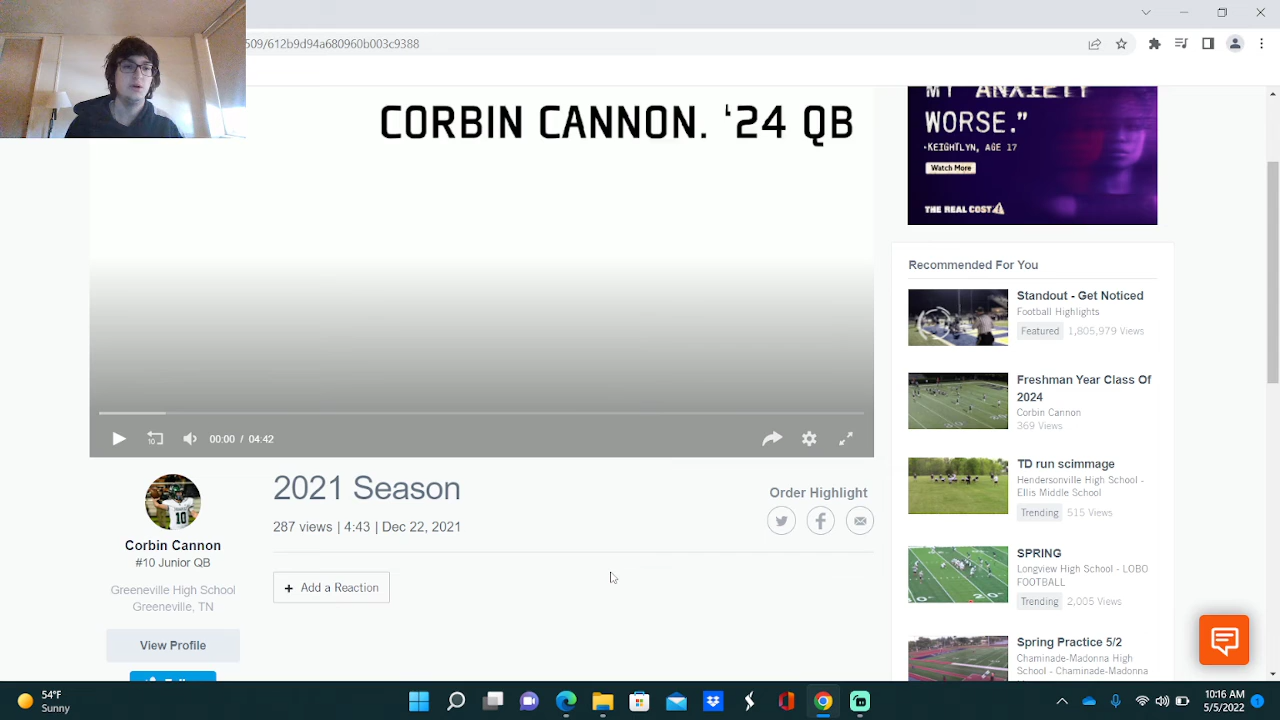 509/612b9d94a680960b003c9388
CORBIN CANNON. ‘24 QB
MY ANXIETY
WORSE.”
-KEIGHTLYN, AGE 17
Watch More
THE REAL COST
Recommended For You
Standout - Get Noticed
Football Highlights
Featured 1,805,979 Views
Freshman Year Class Of
2024
Corbin Cannon
369 Views
TD run scimmage
Hendersonville High School -
Ellis Middle School
Trending 515 Views
SPRING
Longview High School - LOBO
FOOTBALL
Trending 2,005 Views
Spring Practice 5/2
Chaminade-Madonna High
School - Chaminade-Madonna
10
00:00 / 04:42
2021 Season
287 views | 4:43 | Dec 22, 2021
Order Highlight
+ Add a Reaction
10
Corbin Cannon
#10 Junior QB
Greeneville High School
Greeneville, TN
View Profile
54°F
Sunny
10:16 AM
5/5/2022
1